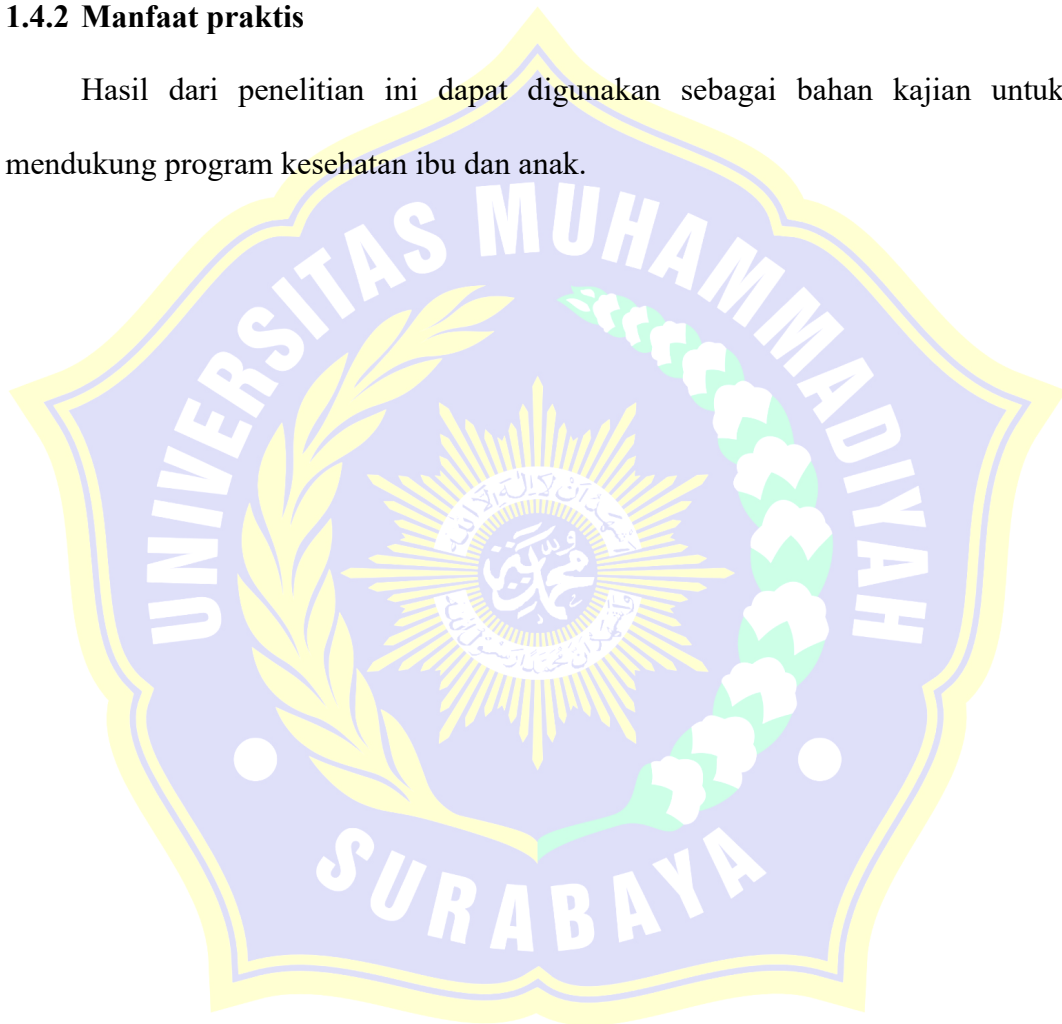 1.4.2 Manfaat praktis
Hasil dari penelitian ini dapat digunakan sebagai bahan kajian untuk
mendukung program kesehatan ibu dan anak.
UNIVERSITAS MUHAMMADIYAH
SURABAYA